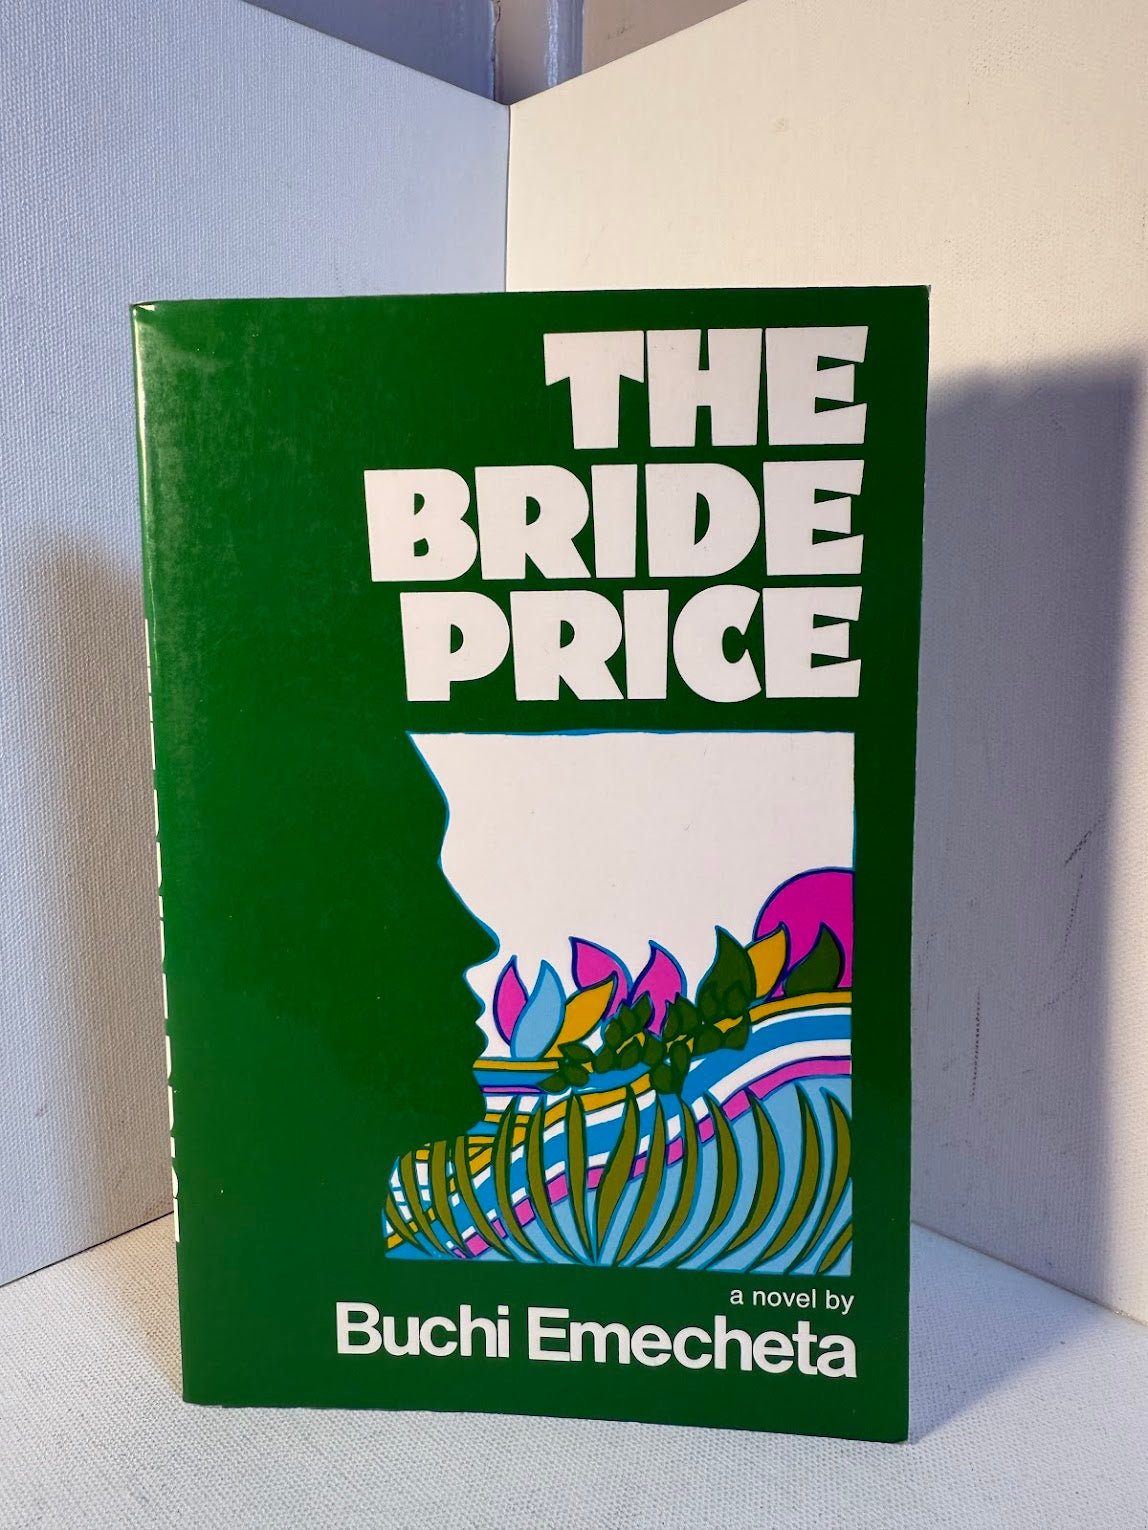 THE
BRIDE
PRICE
a novel by
Buchi Emecheta